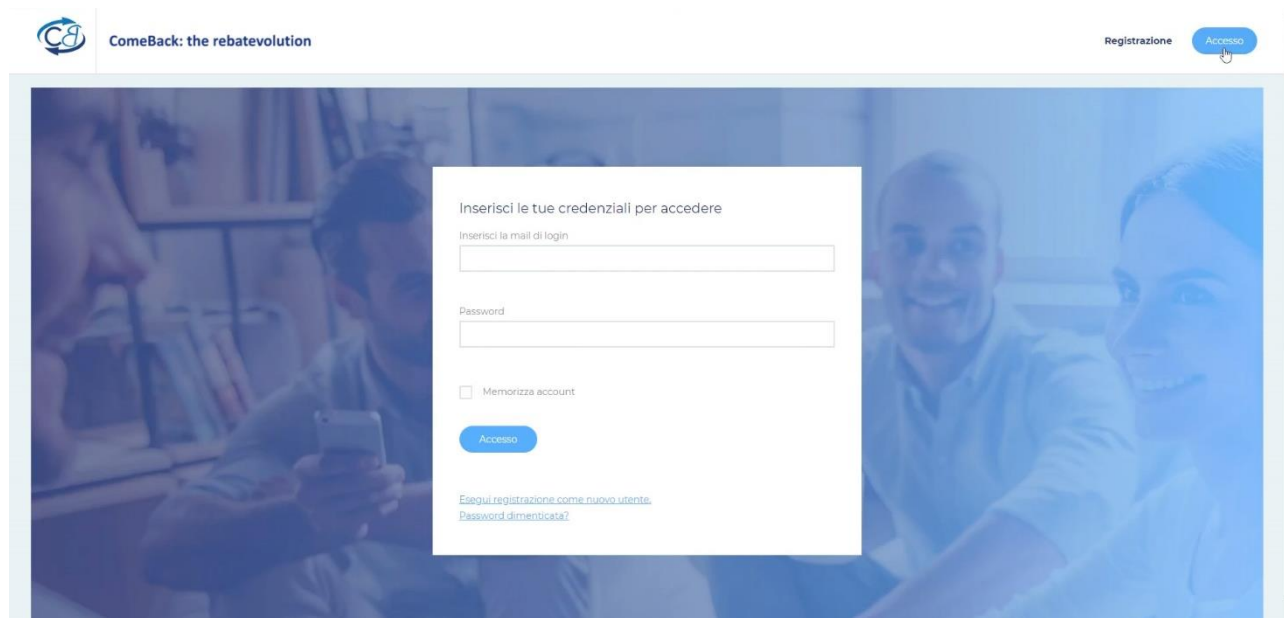 CB
ComeBack: the rebatevolution
Registrazione
Accesso
Inserisci le tue credenziali per accedere
Inserisci la mail di login
Password
Memorizza account
Accesso
Esegui registrazione come nuovo utente.
Password dimenticata?